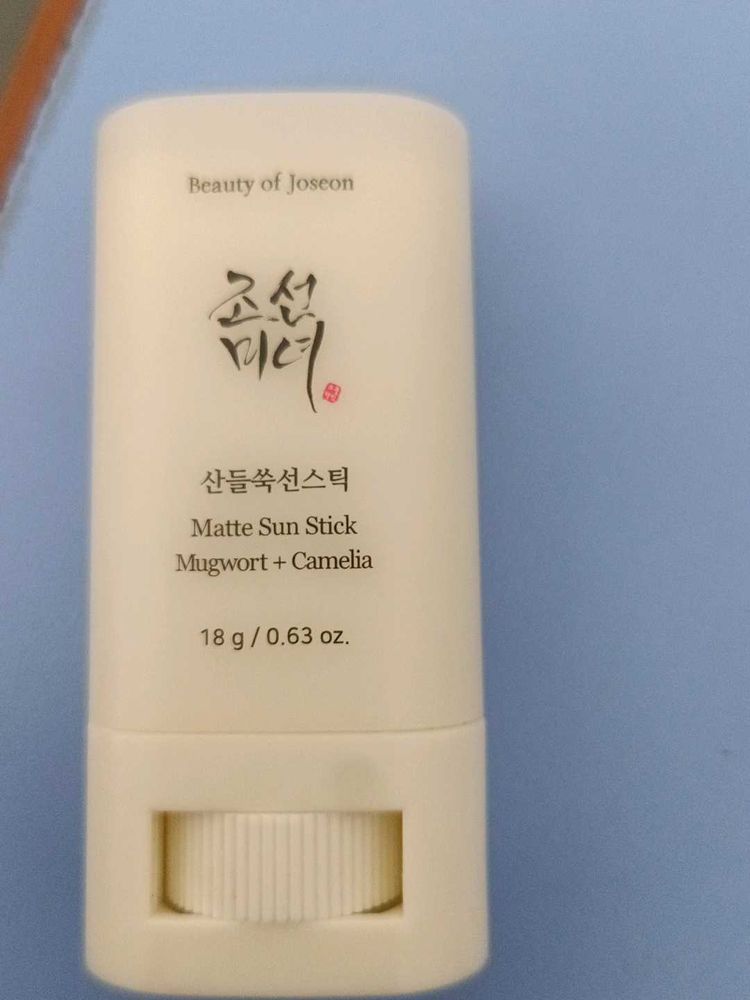 Beauty of Joseon
조선
미녀
산들쑥선스틱
Matte Sun Stick
Mugwort + Camelia
18 g / 0.63 oz.